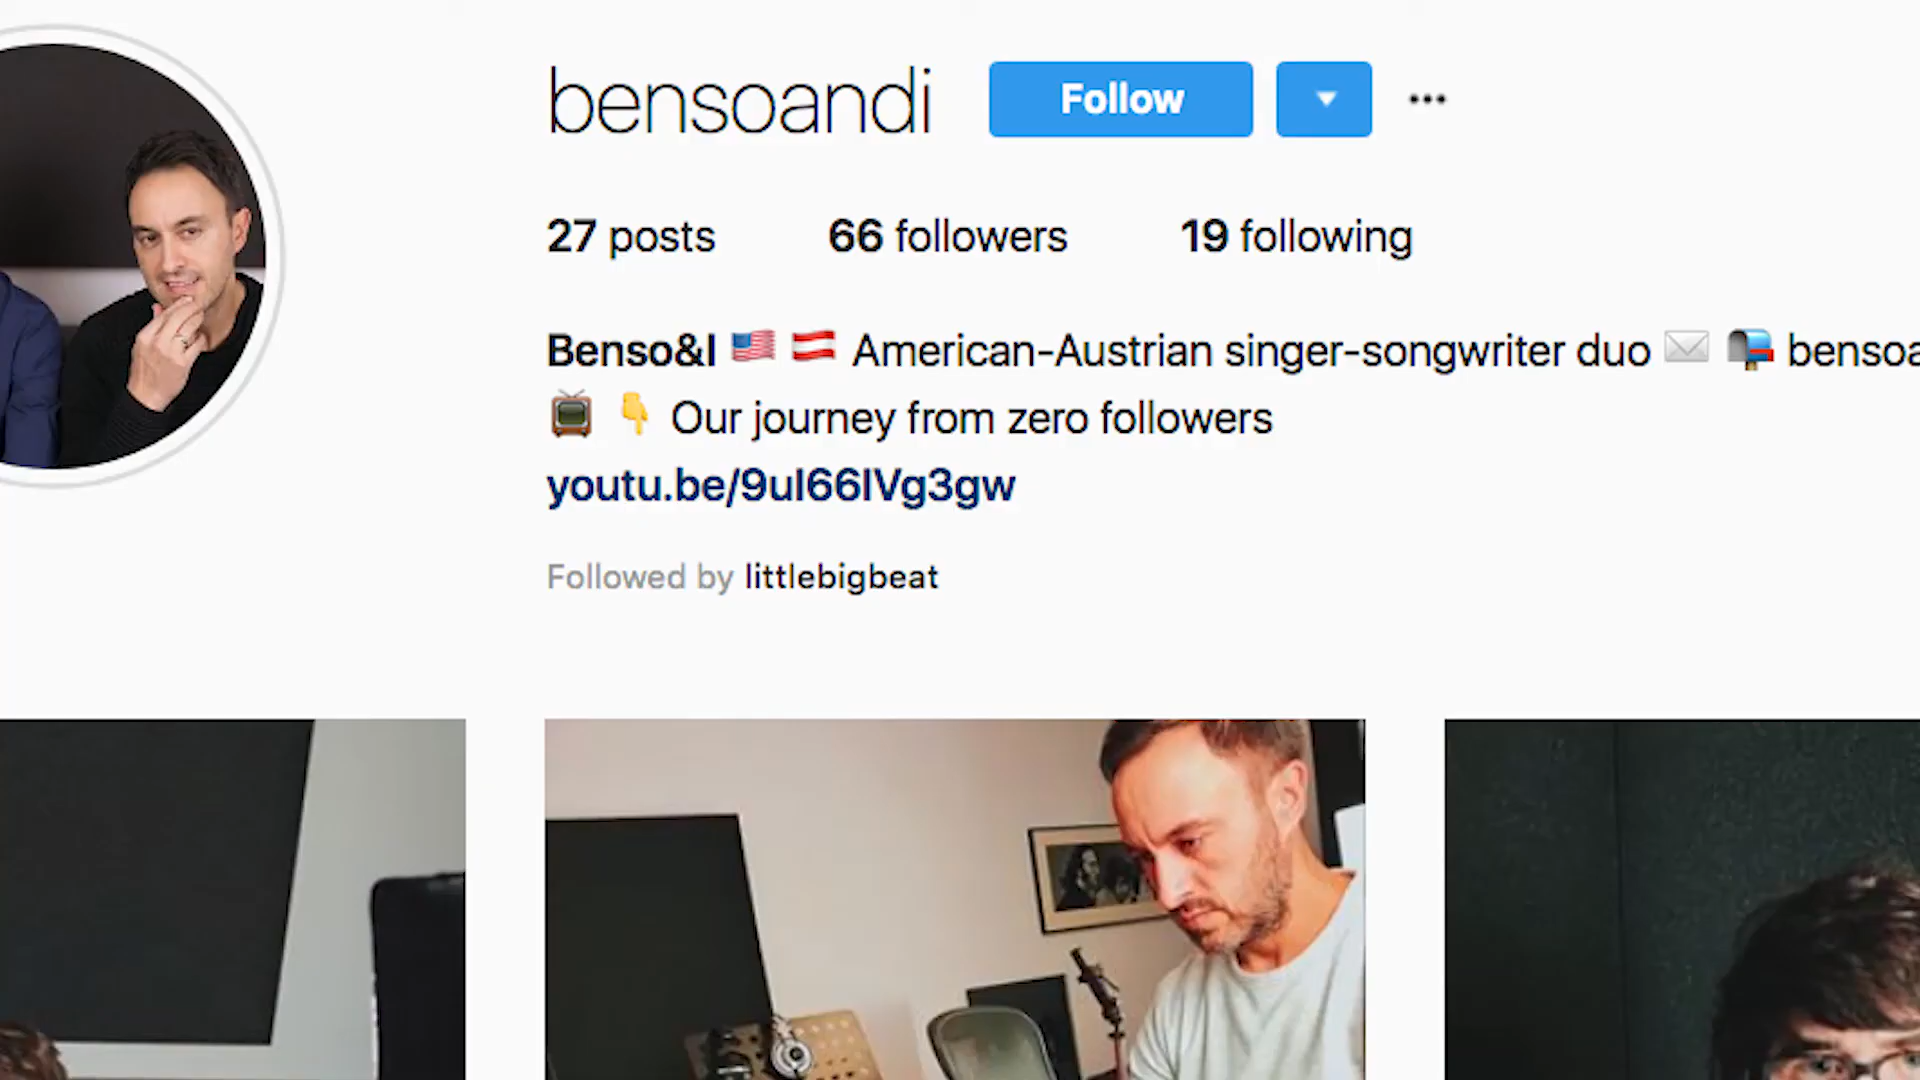 bensoandi Follow
27 posts 66 followers 19 following
Benso&I 🇺🇸 🇦🇹 American-Austrian singer-songwriter duo ✉️ 📬 bensoa
📺 👇 Our journey from zero followers
youtu.be/9uI66IVg3gw
Followed by littlebigbeat